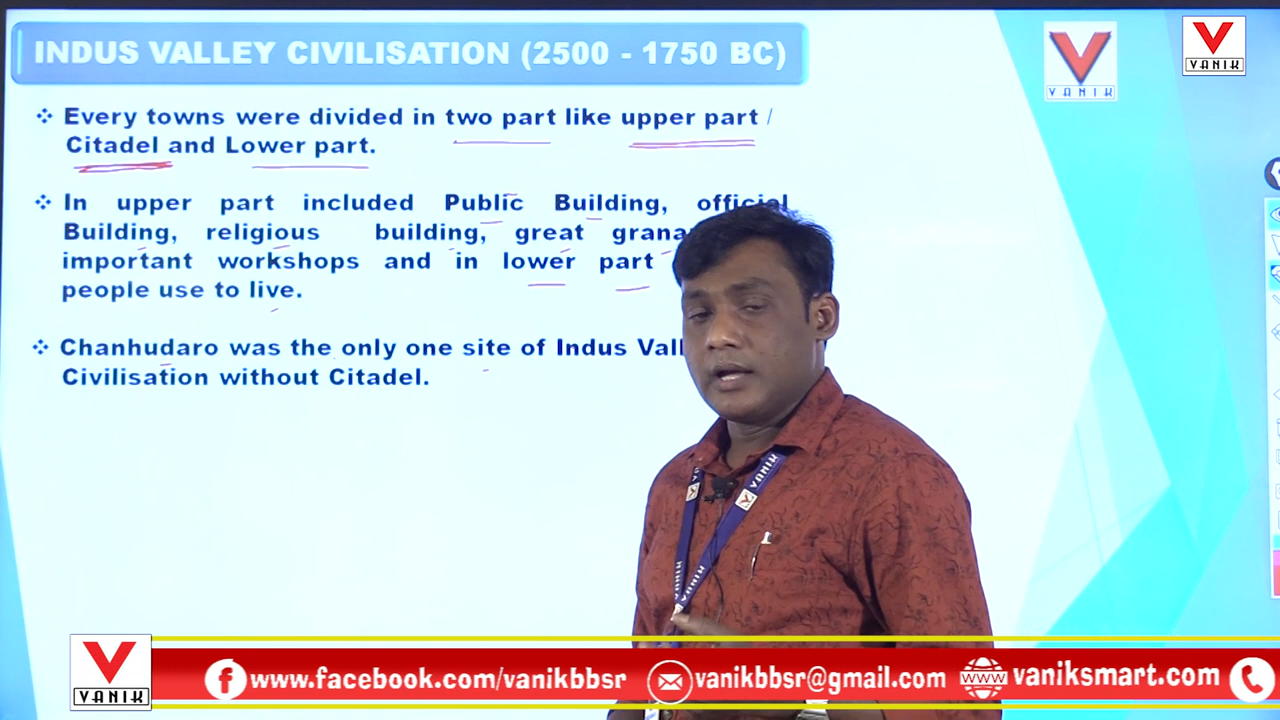 INDUS VALLEY CIVILISATION (2500 - 1750 BC)
VANIK
VANIK
❖ Every towns were divided in two part like upper part /
Citadel and Lower part.
❖ In upper part included Public Building, official
Building, religious building, great
important workshops and in lower part
people use to live.
❖ Chanhudaro was the only one site of Indus
Civilisation without Citadel.
VANIK
VANIK
VANIK
www.facebook.com/vanikbbsr
vanikbbsr@gmail.com
www
vaniksmart.com